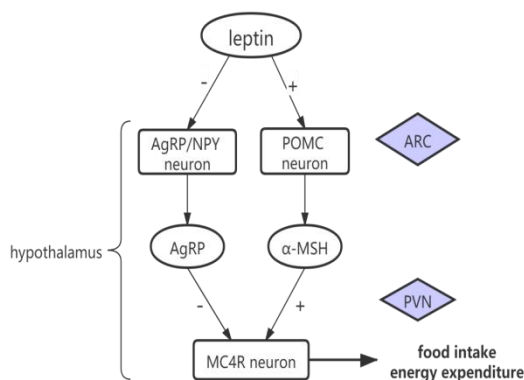 leptin
-
+
AgRP/NPY
neuron
POMC
neuron
ARC
hypothalamus
AgRP
α-MSH
-
+
PVN
MC4R neuron
food intake
energy expenditure